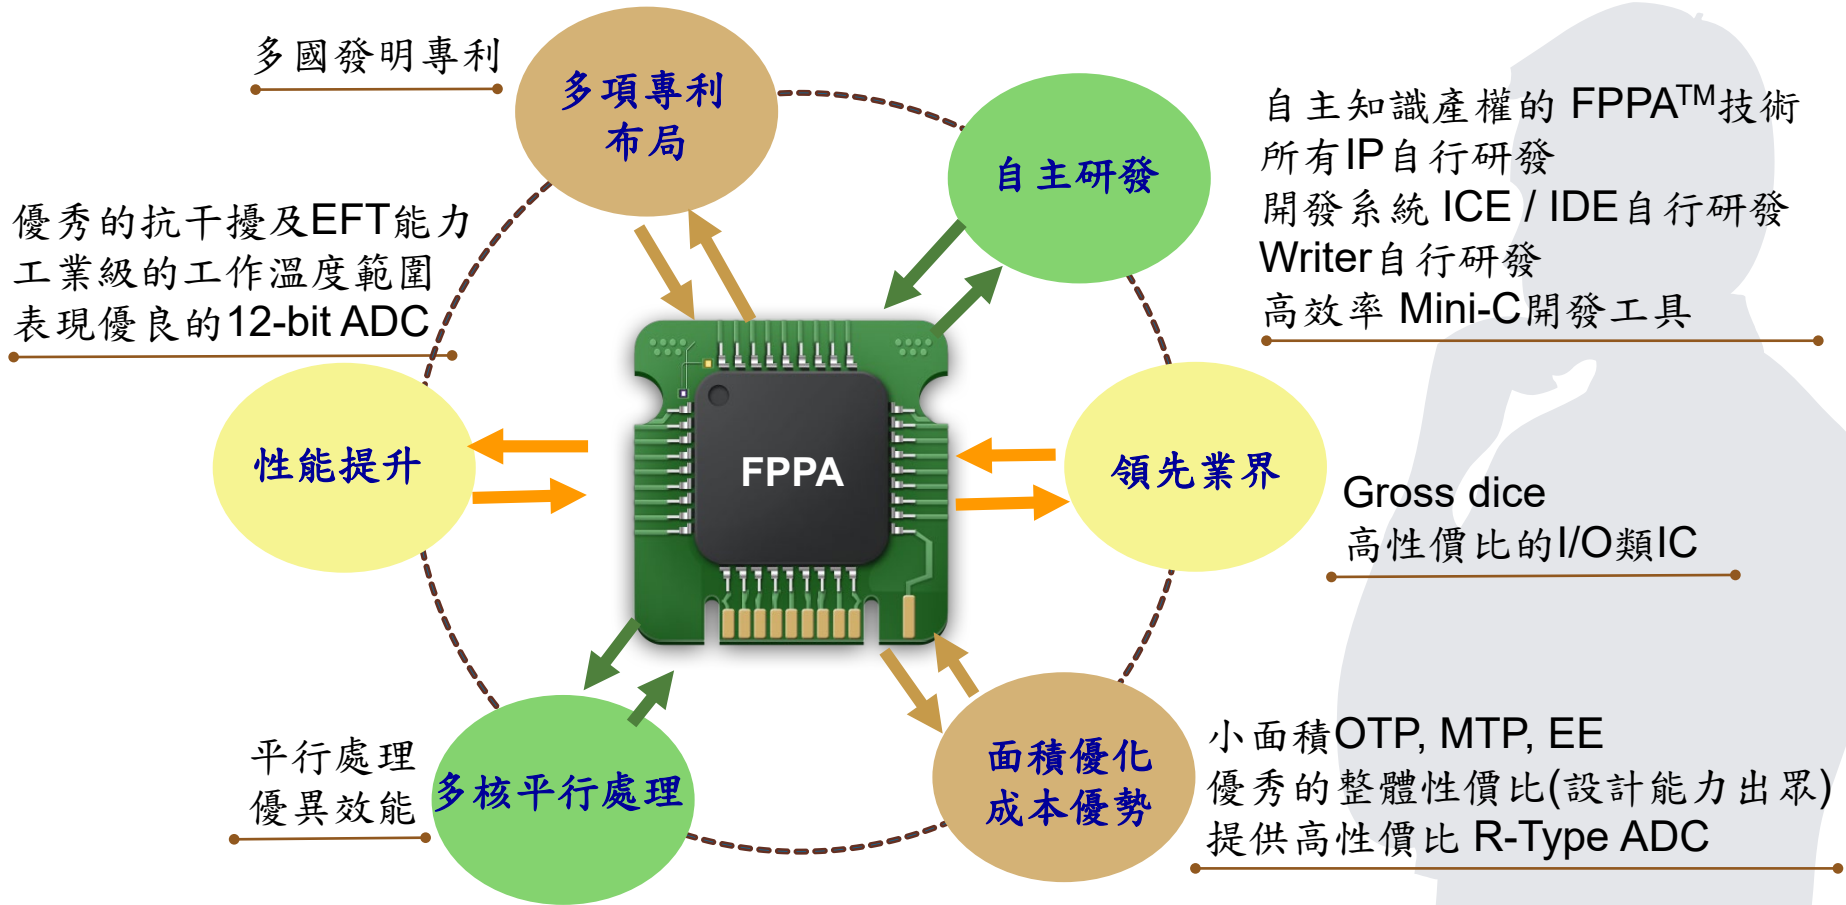 多國發明專利
多項專利
布局
自主研發
自主知識產權的 FPPA™技術
所有IP自行研發
開發系統 ICE / IDE自行研發
Writer自行研發
高效率 Mini-C開發工具
優秀的抗干擾及EFT能力
工業級的工作溫度範圍
表現優良的12-bit ADC
性能提升
FPPA
領先業界
Gross dice
高性價比的I/O類IC
平行處理
優異效能
多核平行處理
面積優化
成本優勢
小面積OTP, MTP, EE
優秀的整體性價比(設計能力出眾)
提供高性價比 R-Type ADC